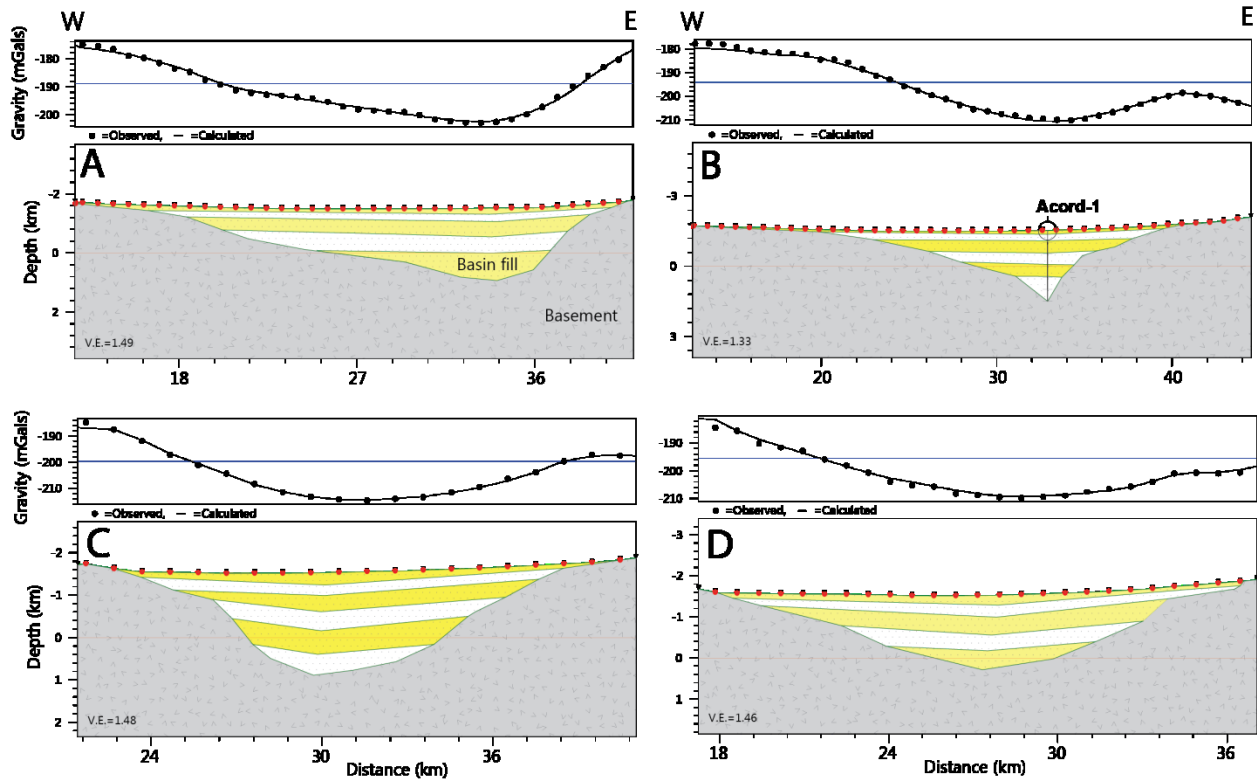 W E
Gravity (mGals)
-180
-190
-200
=Observed, =Calculated
A
Depth (km)
-2
0
2
Basin fill
Basement
V.E.=1.49
18 27 36
W E
-180
-190
-200
-210
=Observed, =Calculated
B
Acord-1
-3
0
3
V.E.=1.33
20 30 40
Gravity (mGals)
-190
-200
-210
=Observed, =Calculated
C
Depth (km)
-2
-1
0
1
2
V.E.=1.48
24 30 36
Distance (km)
-190
-200
-210
=Observed, =Calculated
D
-3
-2
-1
0
1
V.E.=1.46
18 24 30 36
Distance (km)